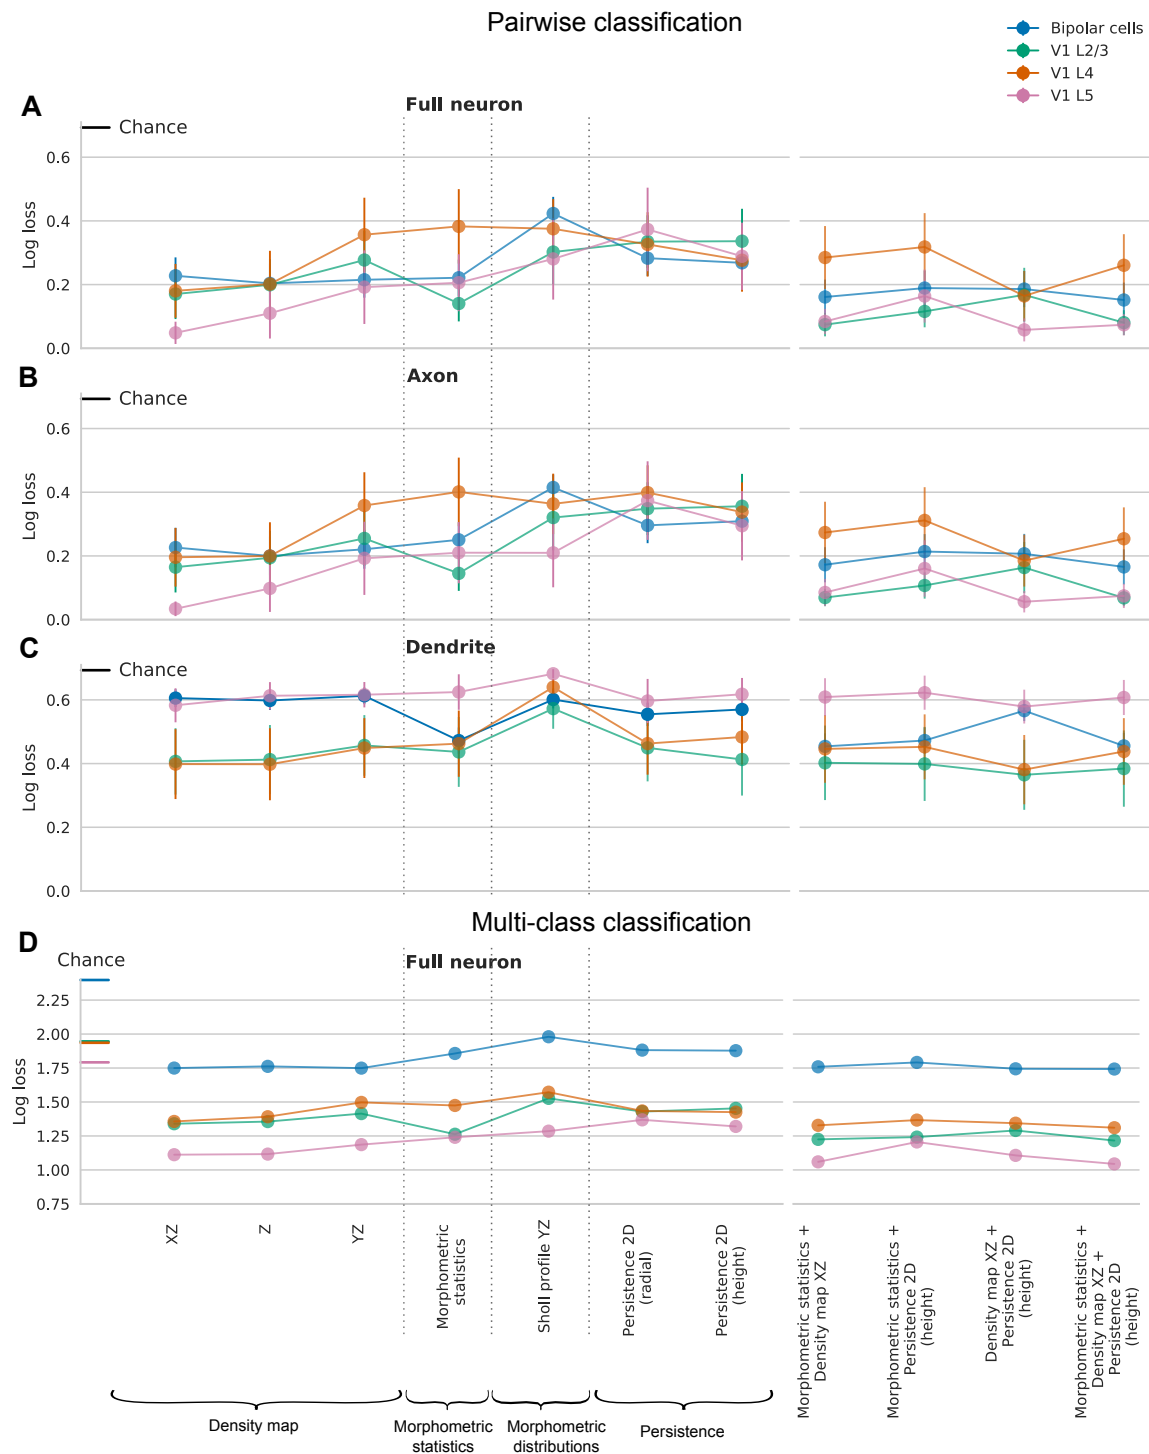 Pairwise classification
Bipolar cells
V1 L2/3
V1 L4
V1 L5
A
Full neuron
Chance
0.6
0.4
0.2
0.0
Log loss
B
Axon
Chance
0.6
0.4
0.2
0.0
Log loss
C
Dendrite
Chance
0.6
0.4
0.2
0.0
Log loss
Multi-class classification
D
Chance
Full neuron
2.25
2.00
1.75
1.50
1.25
1.00
0.75
Log loss
XZ
Z
YZ
Morphometric
statistics
Sholl profile YZ
Persistence 2D
(radial)
Persistence 2D
(height)
Morphometric statistics +
Density map XZ
Morphometric statistics +
Persistence 2D
(height)
Density map XZ +
Persistence 2D
(height)
Morphometric statistics +
Density map XZ +
Persistence 2D
(height)
Density map
Morphometric
statistics
Morphometric
distributions
Persistence